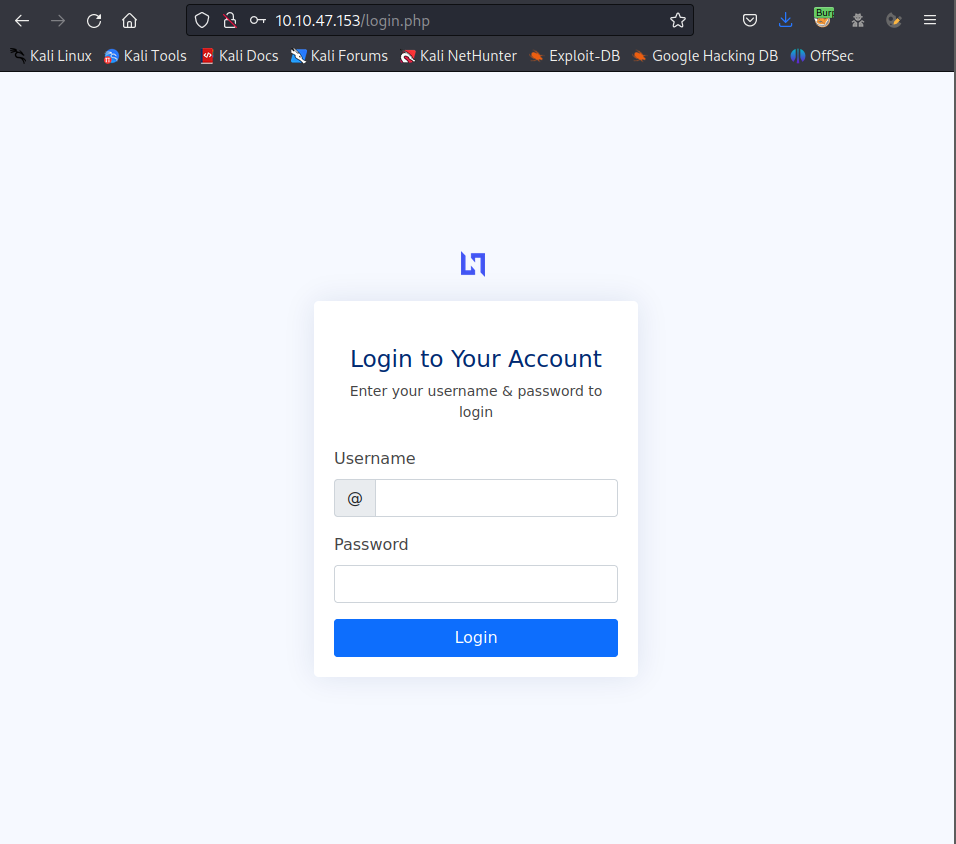 10.10.47.153/login.php
Burp
Kali Linux Kali Tools Kali Docs Kali Forums Kali NetHunter Exploit-DB Google Hacking DB OffSec
Login to Your Account
Enter your username & password to
login
Username
@
Password
Login